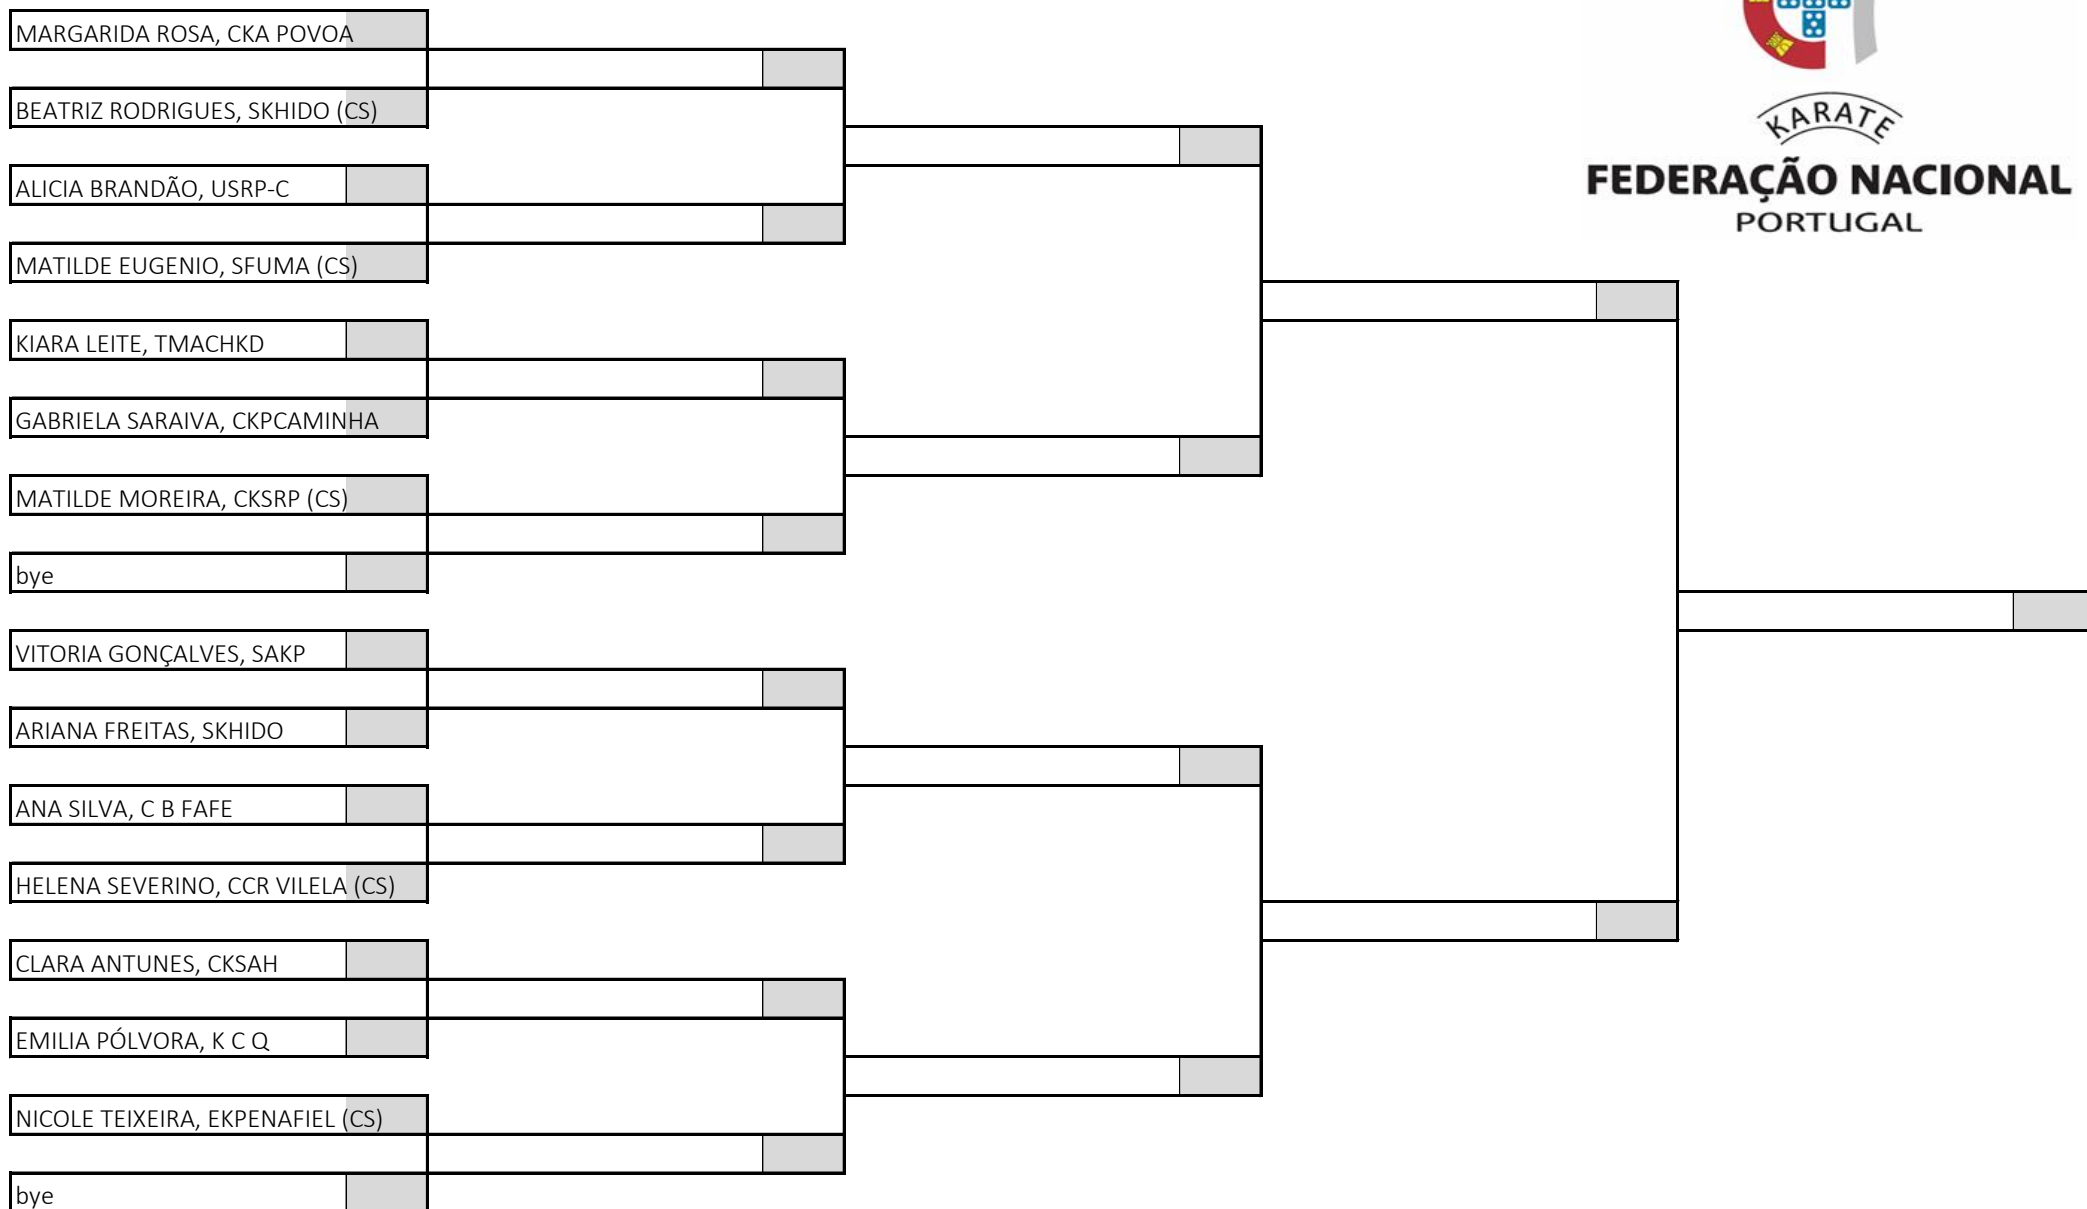 MARGARIDA ROSA, CKA POVOA
BEATRIZ RODRIGUES, SKHIDO (CS)
KARATE
ALICIA BRANDÃO, USRP-C
FEDERAÇÃO NACIONAL
PORTUGAL
MATILDE EUGENIO, SFUMA (CS)
KIARA LEITE, TMACHKD
GABRIELA SARAIVA, CKPCAMINHA
MATILDE MOREIRA, CKSRP (CS)
bye
VITORIA GONÇALVES, SAKP
ARIANA FREITAS, SKHIDO
ANA SILVA, C B FAFE
HELENA SEVERINO, CCR VILELA (CS)
CLARA ANTUNES, CKSAH
EMILIA PÓLVORA, K C Q
NICOLE TEIXEIRA, EKPENAFIEL (CS)
bye